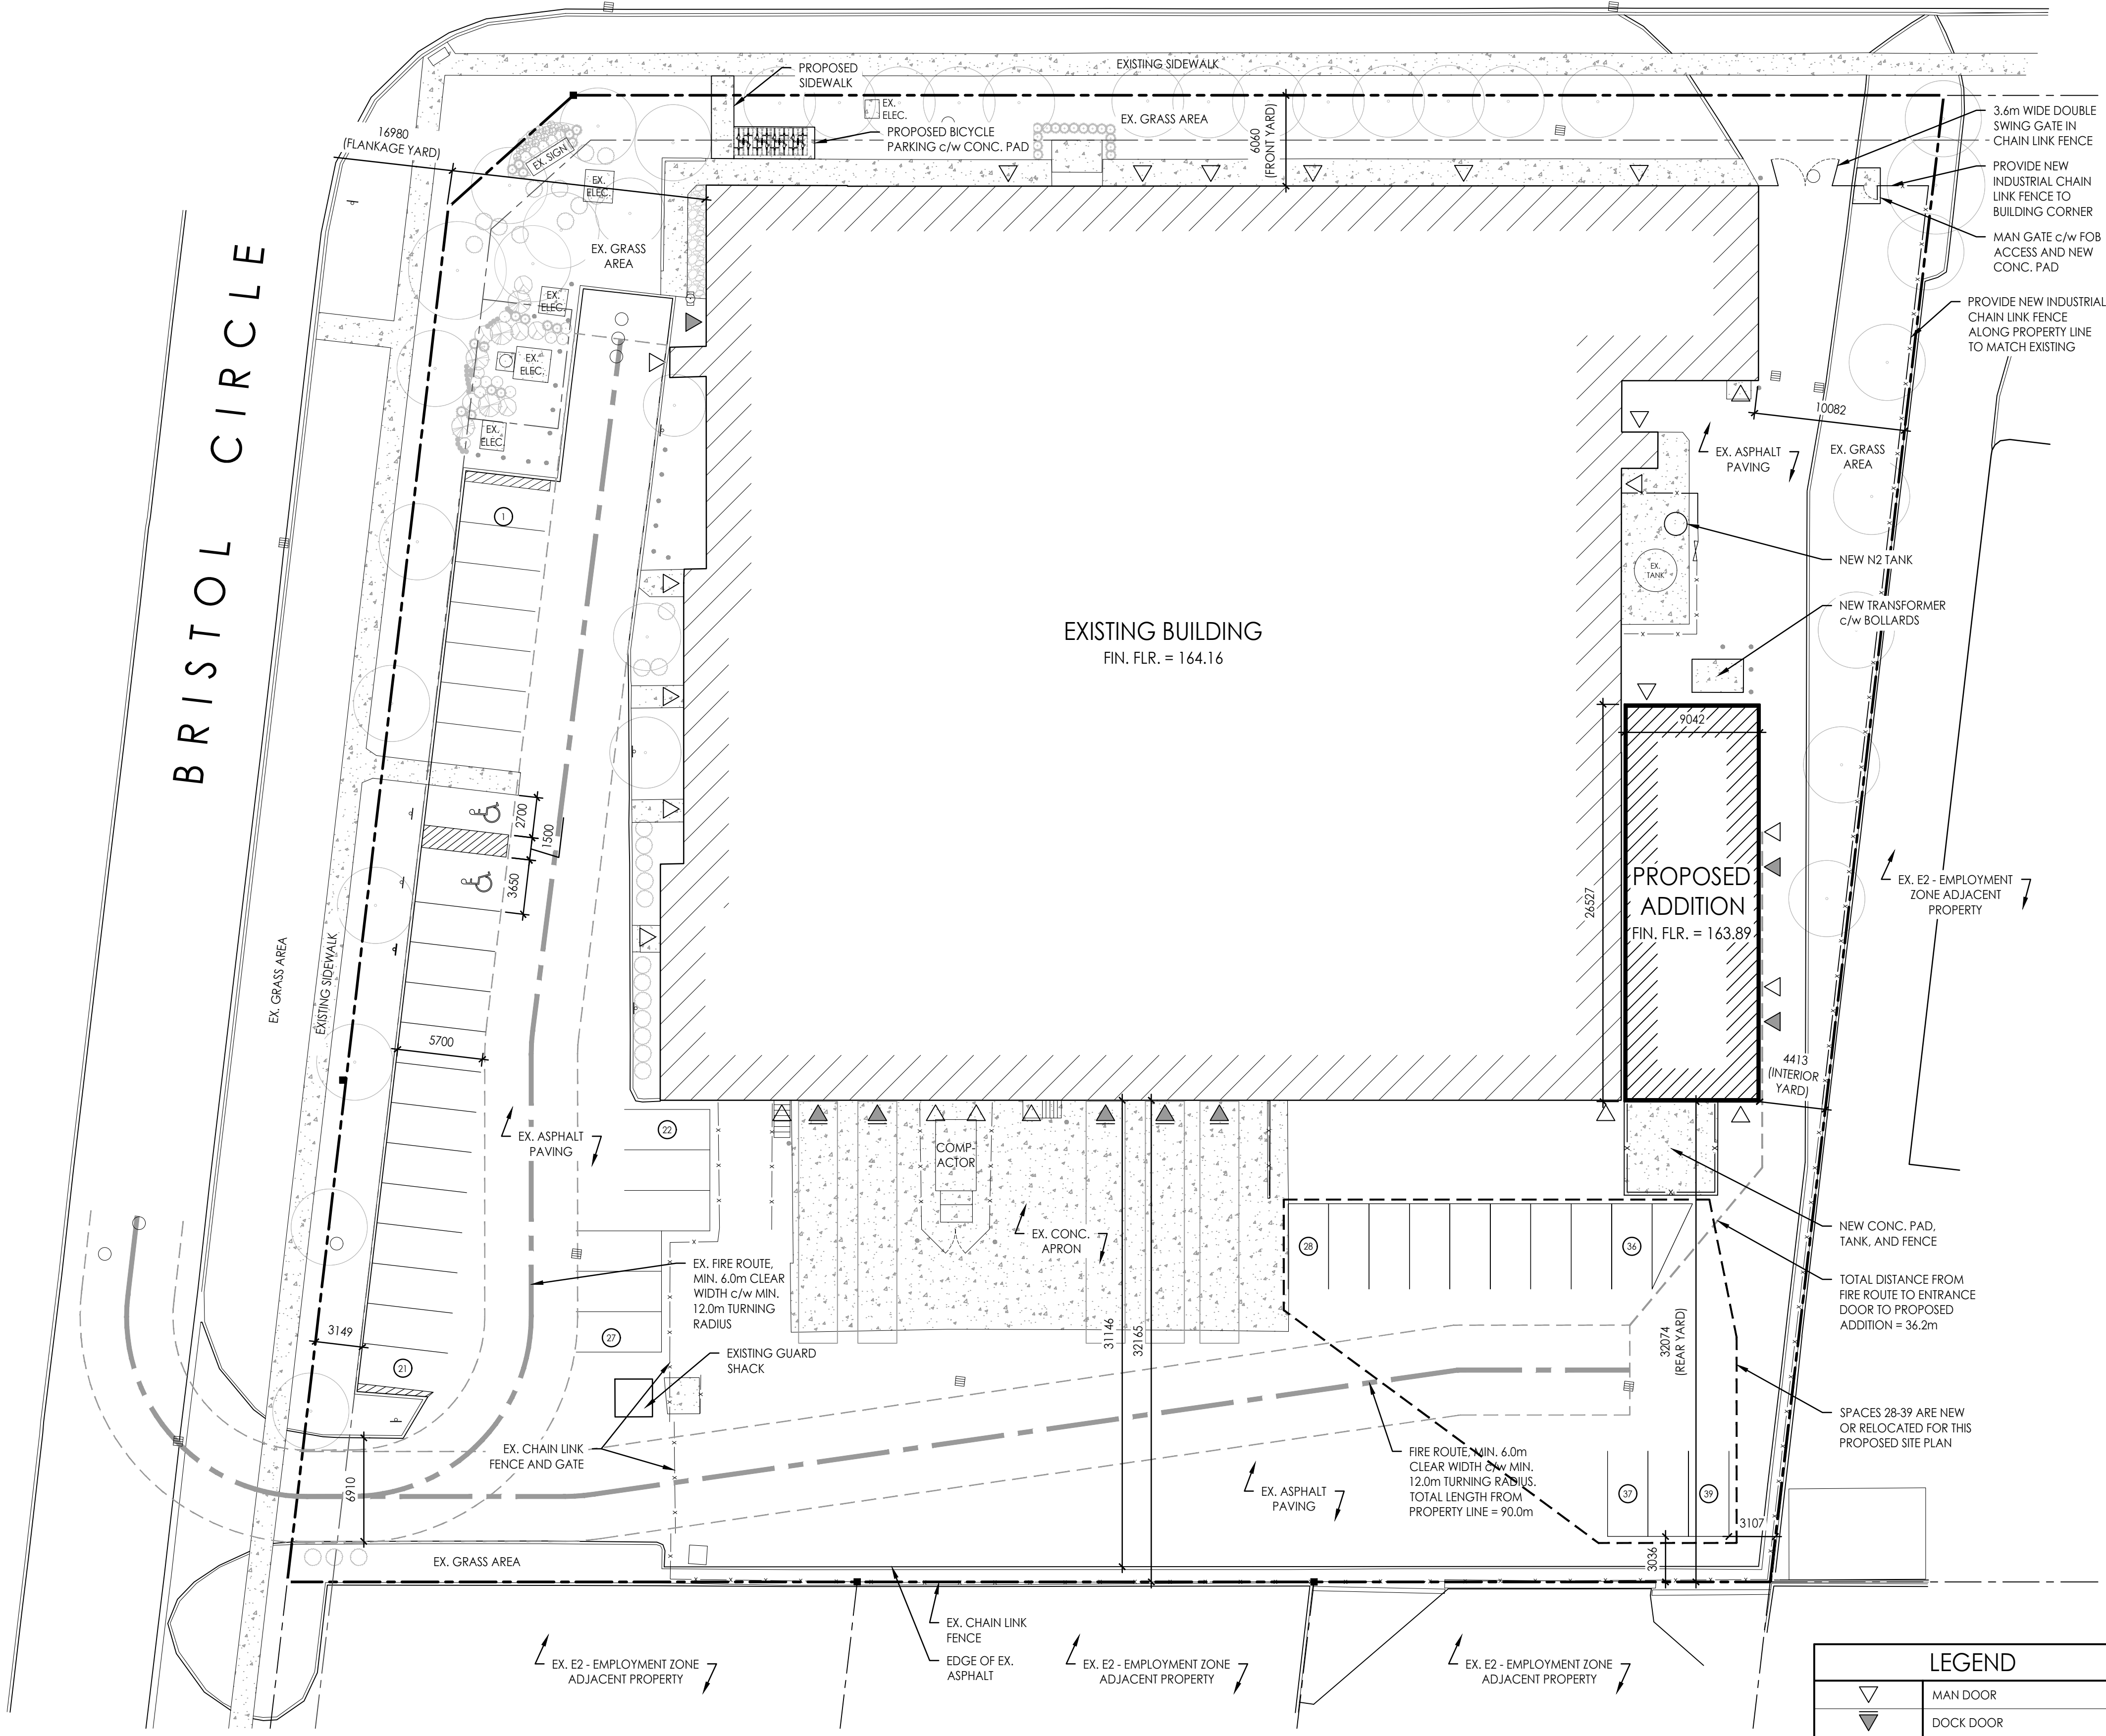 EXISTING SIDEWALK
PROPOSED
SIDEWALK
EX.
ELEC.
EX. GRASS AREA
PROPOSED BICYCLE
PARKING c/w CONC. PAD
6060
(FRONT YARD)
16980
(FLANKAGE YARD)
EX. SIGN
EX.
ELEC.
EX. GRASS
AREA
EX.
ELEC.
EX.
ELEC.
EX.
ELEC.
3.6m WIDE DOUBLE
SWING GATE IN
CHAIN LINK FENCE
PROVIDE NEW
INDUSTRIAL CHAIN
LINK FENCE TO
BUILDING CORNER
MAN GATE c/w FOB
ACCESS AND NEW
CONC. PAD
PROVIDE NEW INDUSTRIAL
CHAIN LINK FENCE
ALONG PROPERTY LINE
TO MATCH EXISTING
10082
EX. ASPHALT
PAVING
EX. GRASS
AREA
BRISTOL CIRCLE
1
EX.
TANK
NEW N2 TANK
NEW TRANSFORMER
c/w BOLLARDS
EXISTING BUILDING
FIN. FLR. = 164.16
9042
2700
1500
3650
26527
PROPOSED
ADDITION
FIN. FLR. = 163.89
EX. E2 - EMPLOYMENT
ZONE ADJACENT
PROPERTY
EX. GRASS AREA
EXISTING SIDEWALK
5700
4413
(INTERIOR
YARD)
EX. ASPHALT
PAVING
22
COMP-
ACTOR
EX. CONC.
APRON
28
36
NEW CONC. PAD,
TANK, AND FENCE
EX. FIRE ROUTE,
MIN. 6.0m CLEAR
WIDTH c/w MIN.
12.0m TURNING
RADIUS
TOTAL DISTANCE FROM
FIRE ROUTE TO ENTRANCE
DOOR TO PROPOSED
ADDITION = 36.2m
3149
21
27
EXISTING GUARD
SHACK
31146
32165
32074
(REAR YARD)
SPACES 28-39 ARE NEW
OR RELOCATED FOR THIS
PROPOSED SITE PLAN
EX. CHAIN LINK
FENCE AND GATE
6910
EX. ASPHALT
PAVING
FIRE ROUTE, MIN. 6.0m
CLEAR WIDTH c/w MIN.
12.0m TURNING RADIUS.
TOTAL LENGTH FROM
PROPERTY LINE = 90.0m
37
39
3107
3036
EX. GRASS AREA
EX. CHAIN LINK
FENCE
EDGE OF EX.
ASPHALT
EX. E2 - EMPLOYMENT ZONE
ADJACENT PROPERTY
EX. E2 - EMPLOYMENT ZONE
ADJACENT PROPERTY
EX. E2 - EMPLOYMENT ZONE
ADJACENT PROPERTY
LEGEND
MAN DOOR
DOCK DOOR